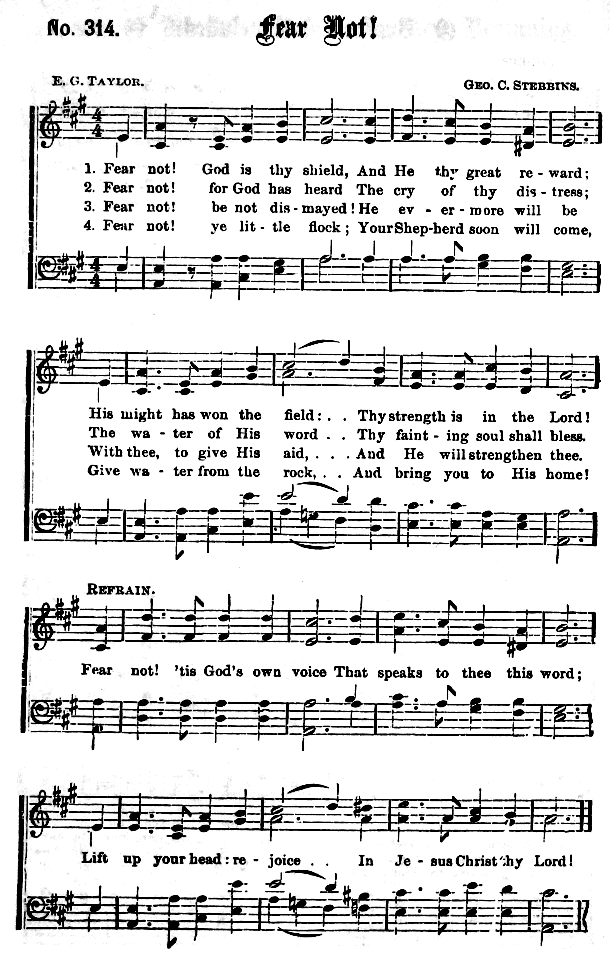 No. 314. Fear Not!
E. G. TAYLOR. GEO. C. STEBBINS.
1. Fear not! God is thy shield, And He thy great re - ward;
2. Fear not! for God has heard The cry of thy dis - tress;
3. Fear not! be not dis - mayed! He ev - er - more will be
4. Fear not! ye lit - tle flock; Your Shep-herd soon will come,
His might has won the field: . . Thy strength is in the Lord!
The wa - ter of His word . . Thy faint - ing soul shall bless.
With thee, to give His aid, . . . And He will strengthen thee.
Give wa - ter from the rock, . . And bring you to His home!
REFRAIN.
Fear not! 'tis God's own voice That speaks to thee this word;
Lift up your head: re - joice . . In Je - sus Christ thy Lord!